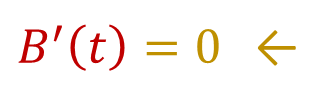 B′(t) = 0 ←